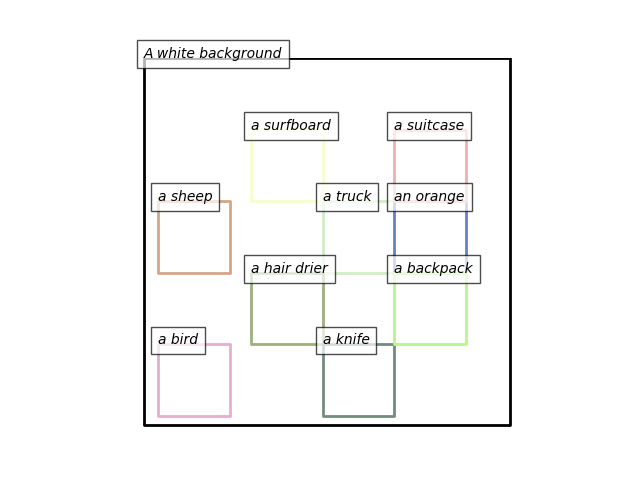 A white background
a surfboard
a suitcase
a sheep
a truck
an orange
a hair drier
a backpack
a bird
a knife